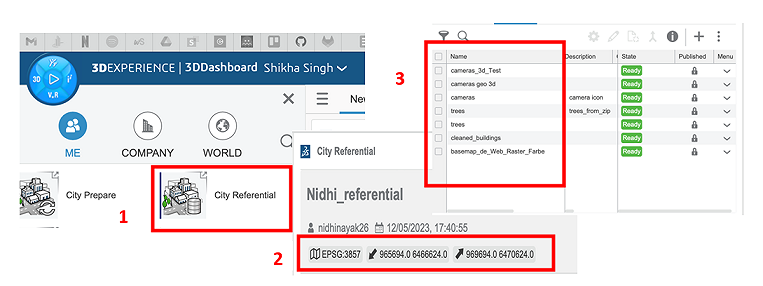 3DEXPERIENCE | 3DDashboard Shikha Singh
3D
V.R
New
ME
COMPANY
WORLD
City Prepare
City Referential
1
City Referential
Nidhi_referential
nidhinayak26 12/05/2023, 17:40:55
2
EPSG:3857 965694.0 6466624.0 969694.0 6470624.0
3
Name Description State Published Menu
cameras_3d_Test Ready
cameras geo 3d Ready
cameras camera icon Ready
trees trees_from_zip Ready
trees Ready
cleaned_buildings Ready
basemap_de_Web_Raster_Farbe Ready